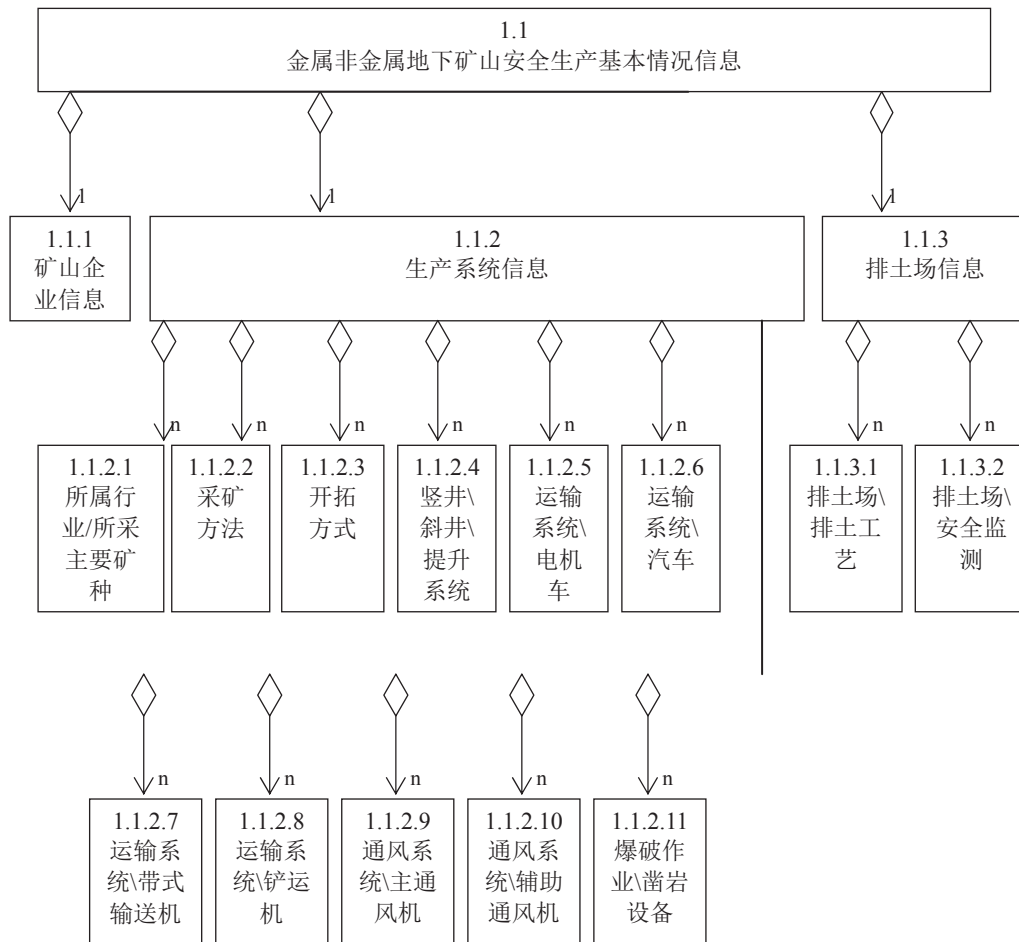 1.1
金属非金属地下矿山安全生产基本情况信息
1
1
1
1.1.1
矿山企
业信息
1.1.2
生产系统信息
1.1.3
排土场信息
n
n
n
n
n
n
n
n
1.1.2.1
所属行
业/所采
主要矿
种
1.1.2.2
采矿
方法
1.1.2.3
开拓
方式
1.1.2.4
竖井\
斜井\
提升
系统
1.1.2.5
运输
系统\
电机
车
1.1.2.6
运输
系统\
汽车
1.1.3.1
排土场\
排土工
艺
1.1.3.2
排土场\
安全监
测
n
n
n
n
n
1.1.2.7
运输系
统\带式
输送机
1.1.2.8
运输系
统\铲运
机
1.1.2.9
通风系
统\主通
风机
1.1.2.10
通风系
统\辅助
通风机
1.1.2.11
爆破作
业\凿岩
设备